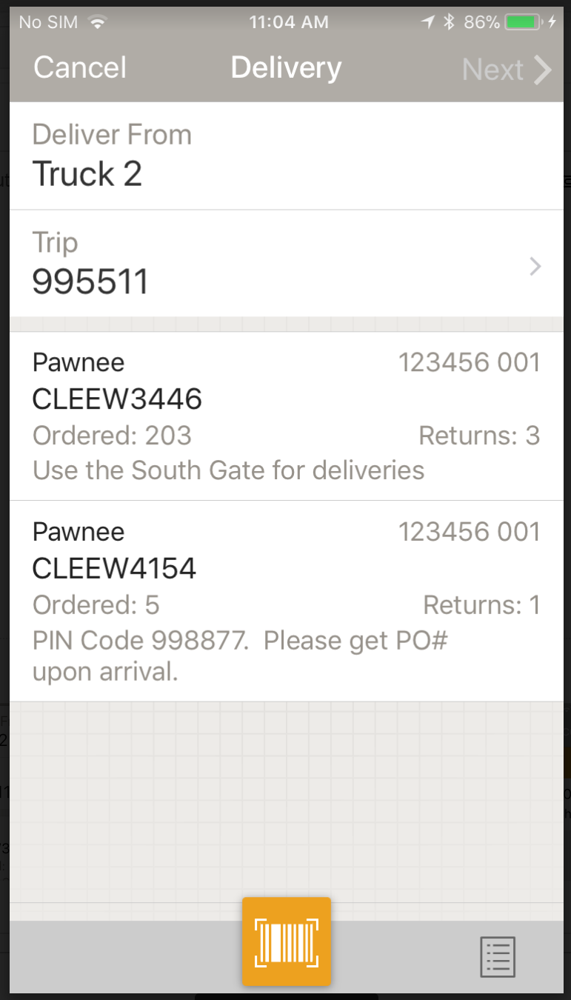 No SIM 11:04 AM 86%
Cancel Delivery Next
Deliver From
Truck 2
Trip
995511
Pawnee 123456 001
CLEEW3446
Ordered: 203 Returns: 3
Use the South Gate for deliveries
Pawnee 123456 001
CLEEW4154
Ordered: 5 Returns: 1
PIN Code 998877.  Please get PO#
upon arrival.